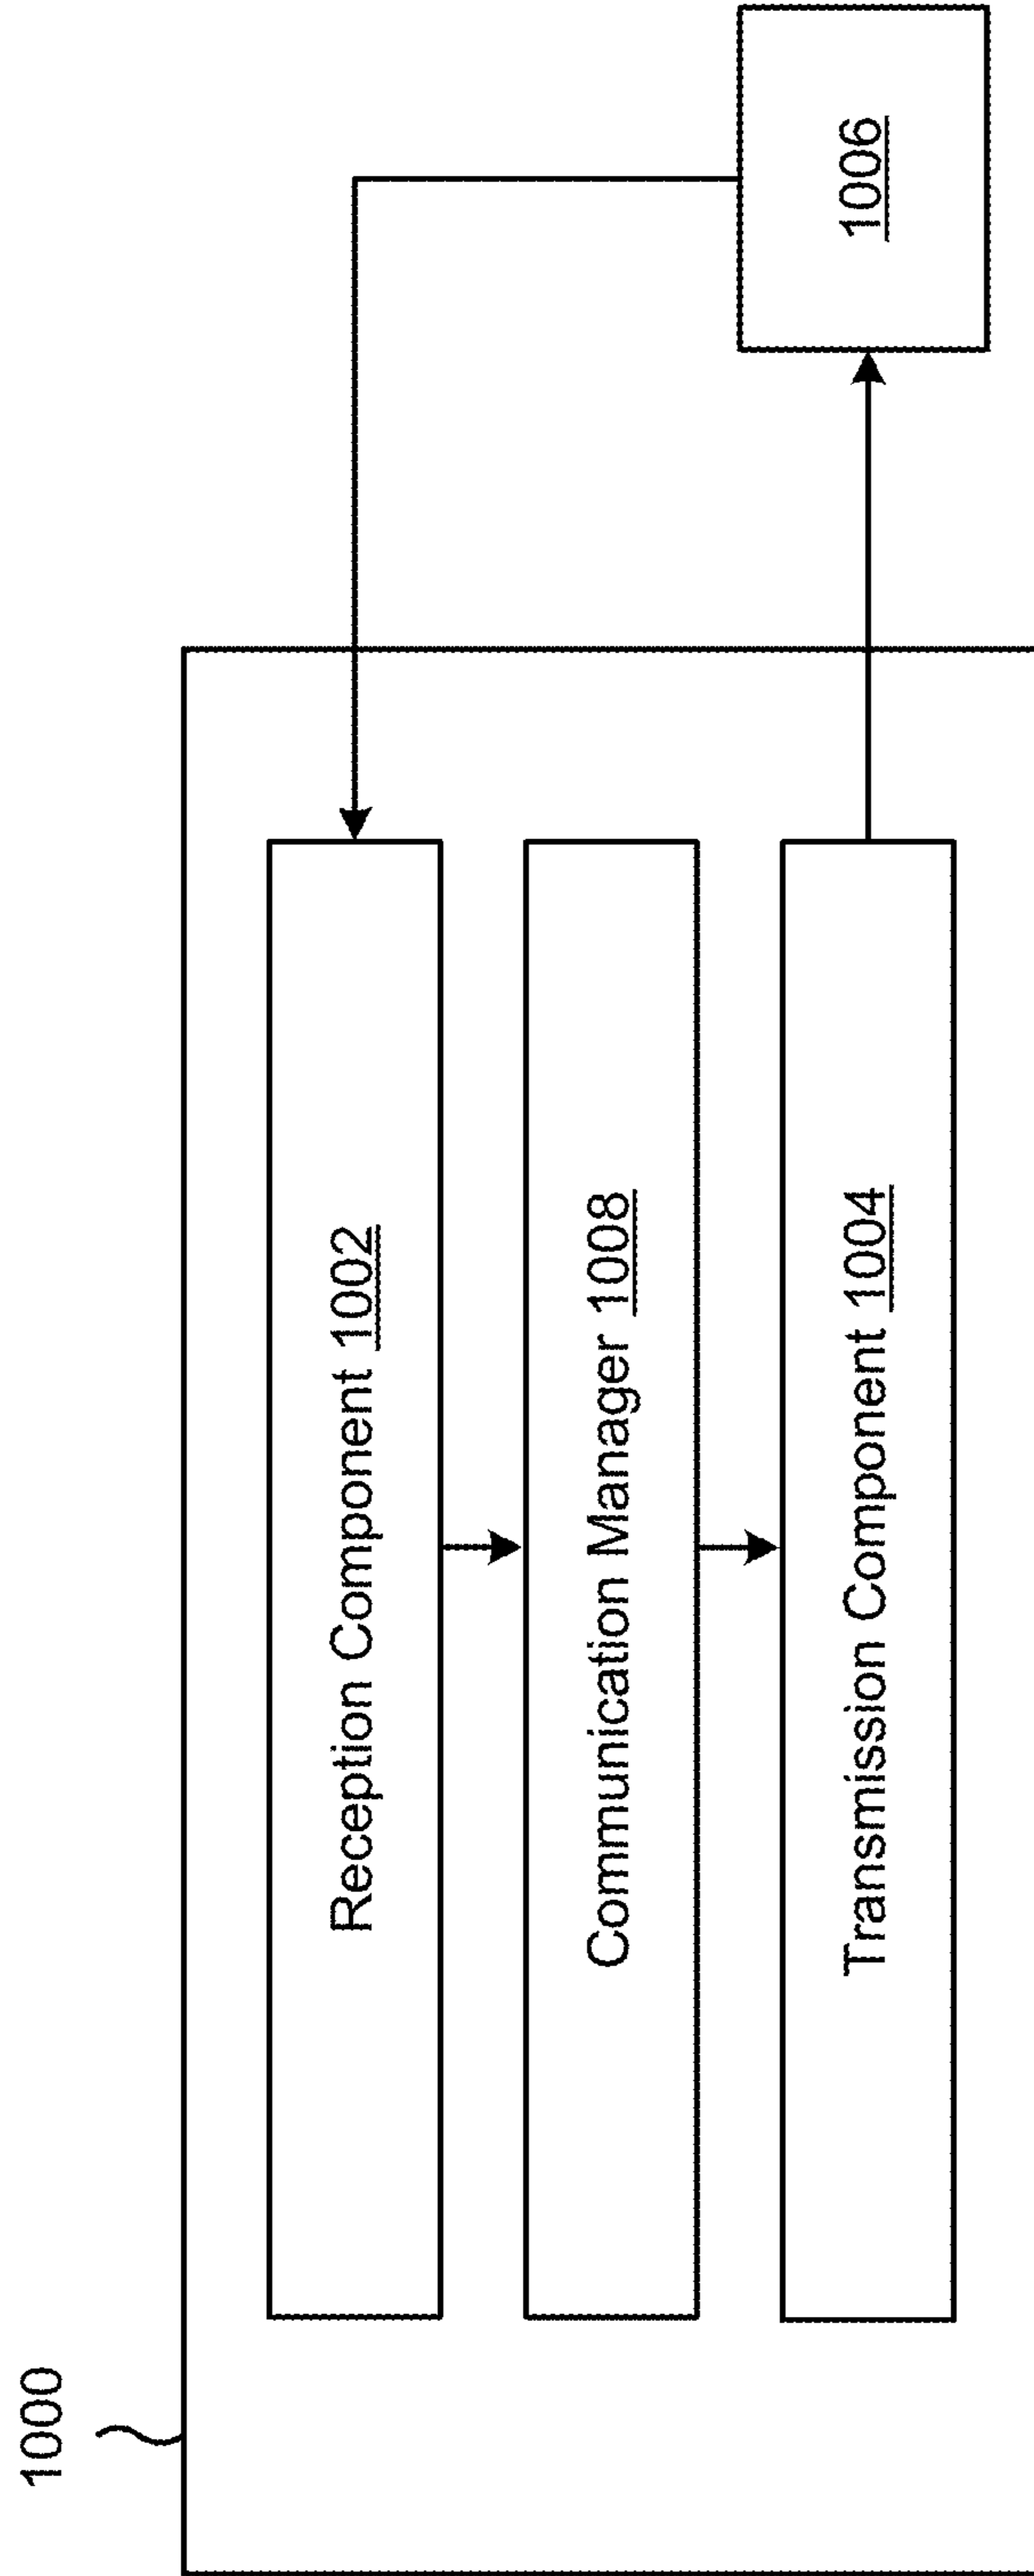 1000
Reception Component 1002
Communication Manager 1008
Transmission Component 1004
1006